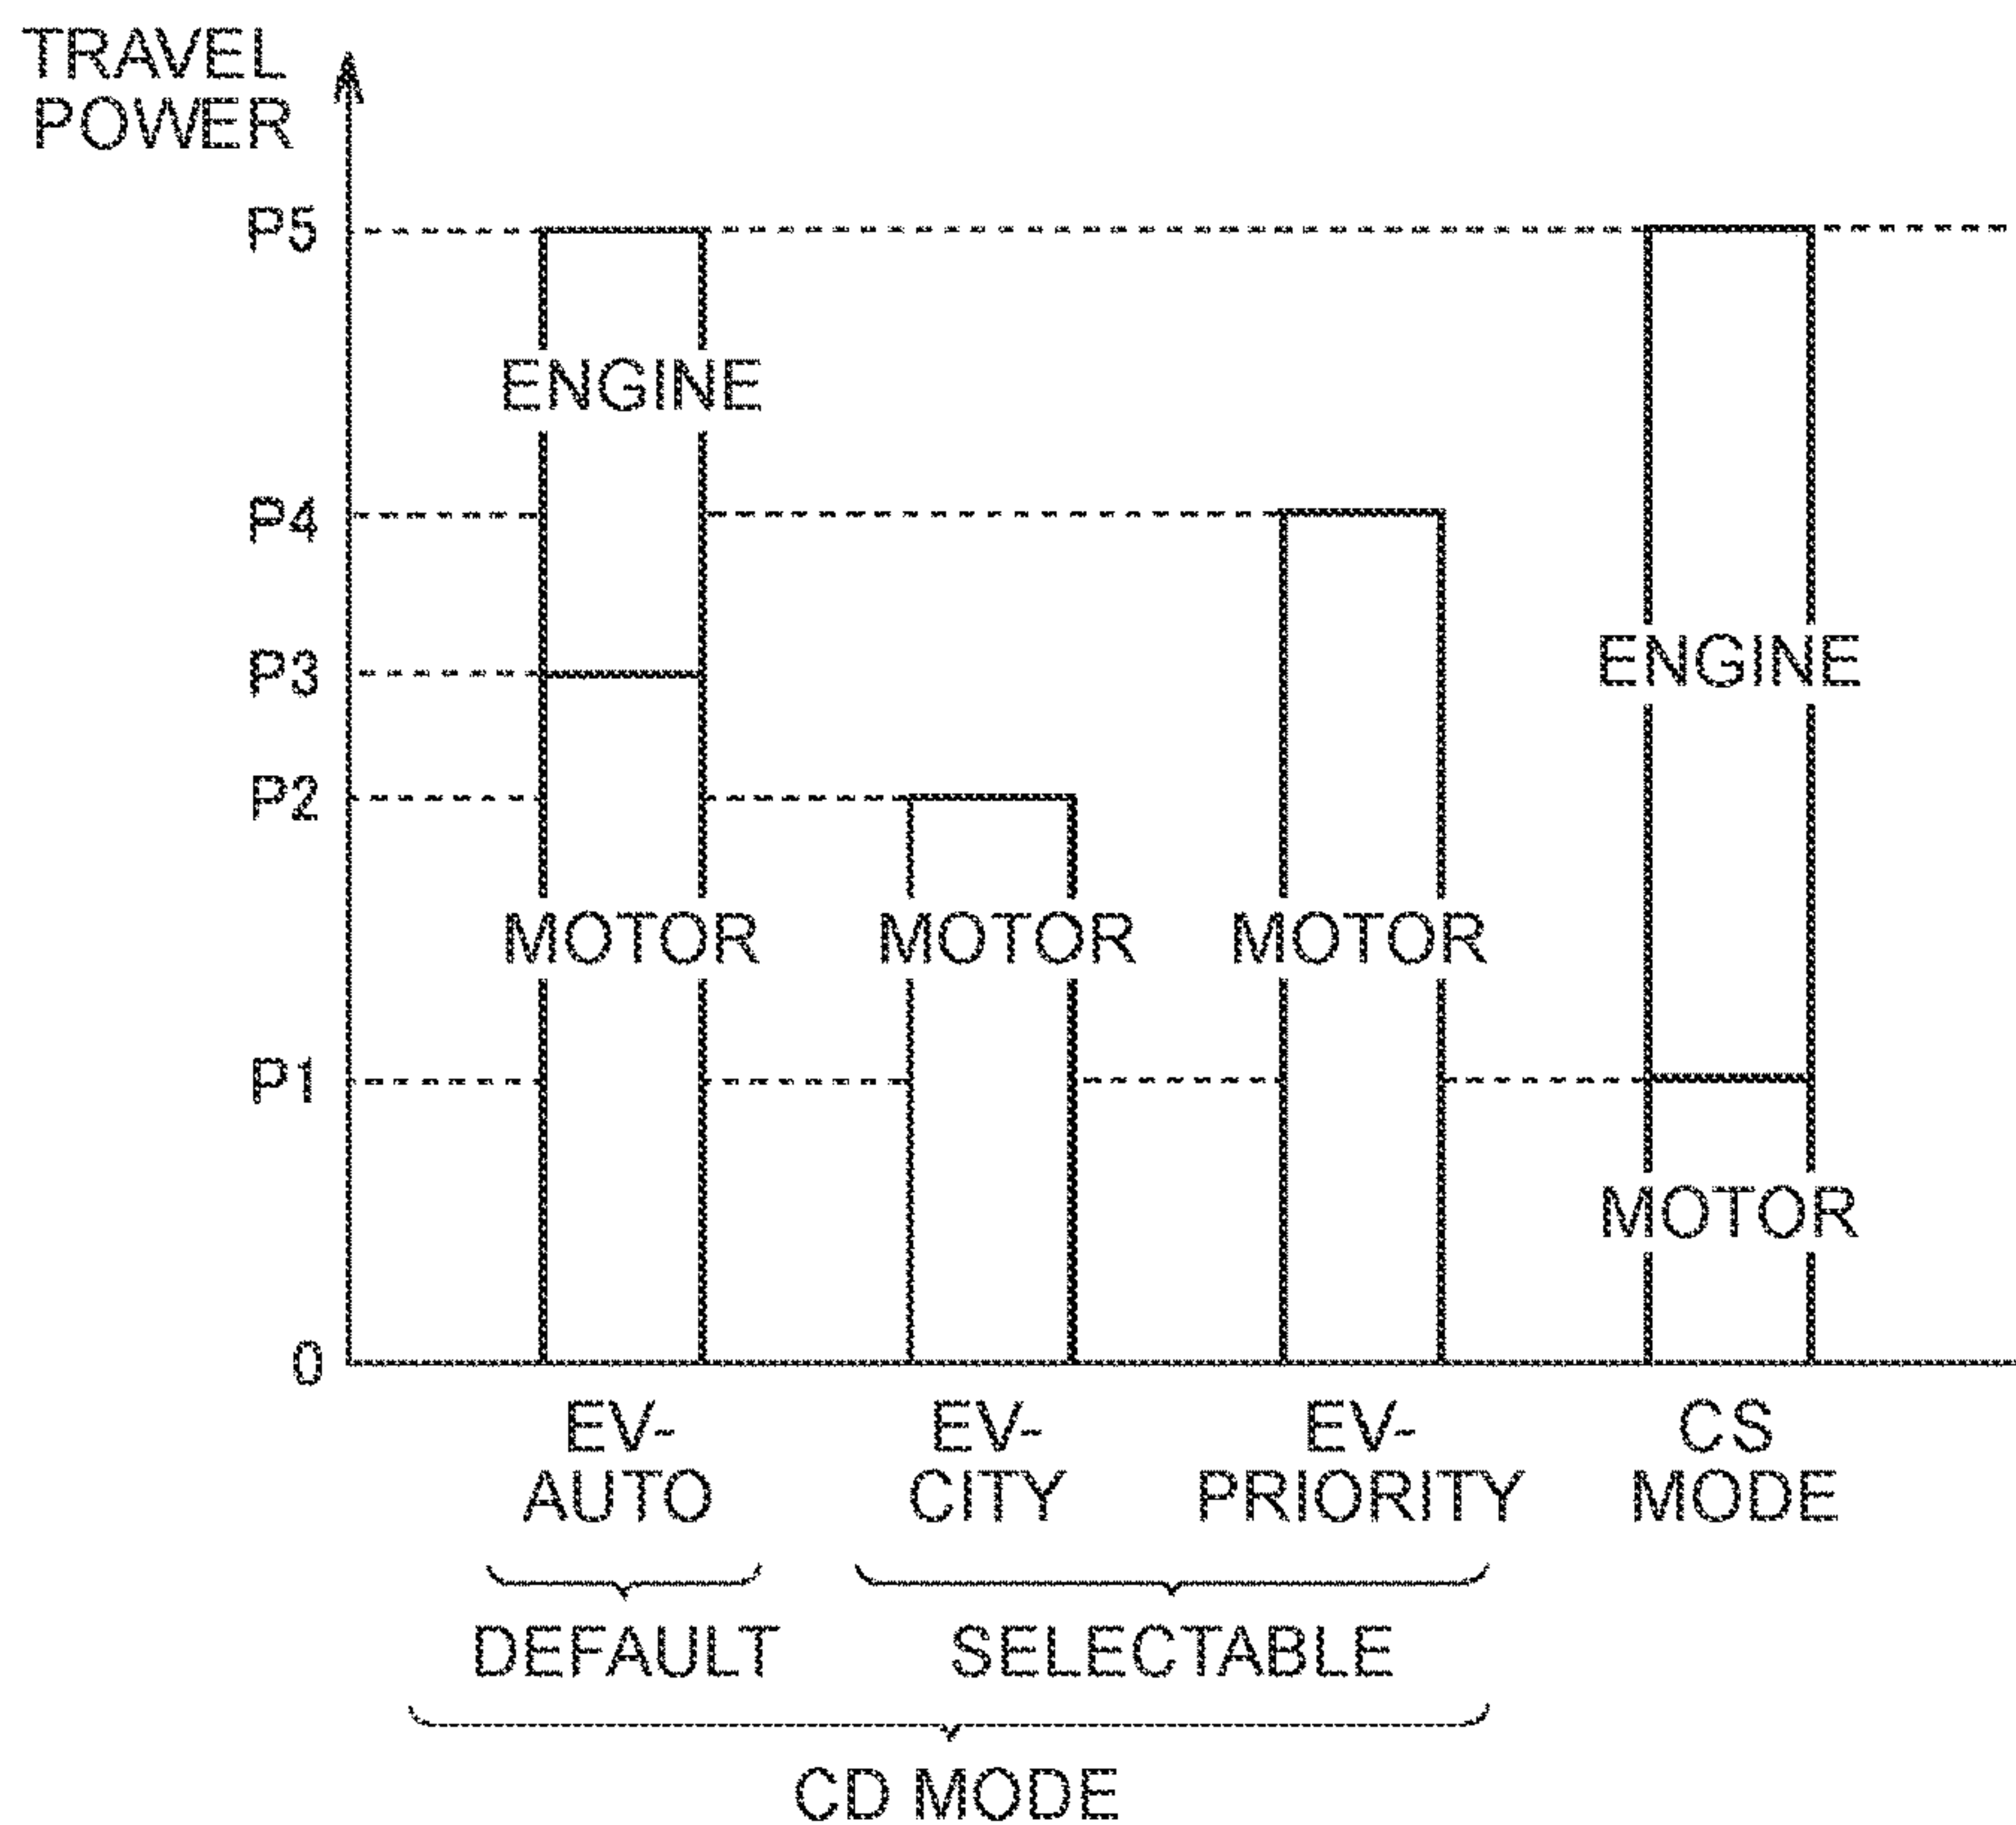 TRAVEL
POWER
P5
ENGINE
P4
P3
ENGINE
P2
MOTOR MOTOR MOTOR
P1
MOTOR
0
EV- EV- EV- CS
AUTO CITY PRIORITY MODE
DEFAULT SELECTABLE
CD MODE